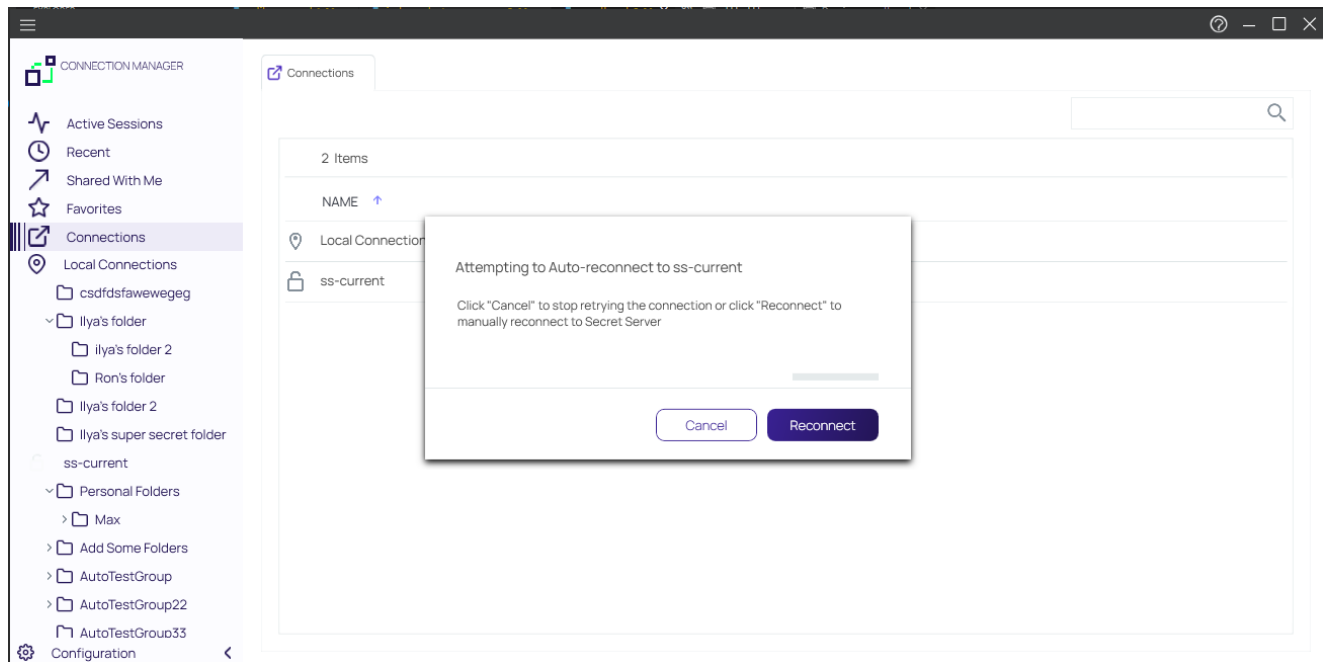 CONNECTION MANAGER
Active Sessions
Recent
Shared With Me
Favorites
Connections
Local Connections
csdfdsfawewegeg
Ilya's folder
ilya's folder 2
Ron's folder
Ilya's folder 2
Ilya's super secret folder
ss-current
Personal Folders
Max
Add Some Folders
AutoTestGroup
AutoTestGroup22
AutoTestGroup33
Configuration
Connections
2 Items
NAME
Local Connection
ss-current
Attempting to Auto-reconnect to ss-current
Click "Cancel" to stop retrying the connection or click "Reconnect" to
manually reconnect to Secret Server
Cancel
Reconnect